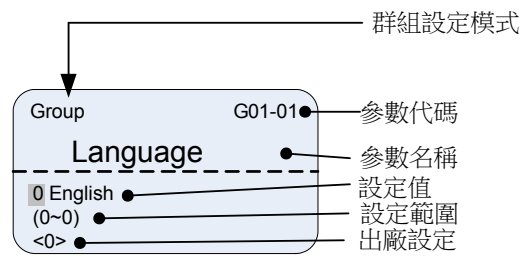 群組設定模式
Group G01-01 參數代碼
Language 參數名稱
0 English 設定值
(0~0) 設定範圍
<0> 出廠設定